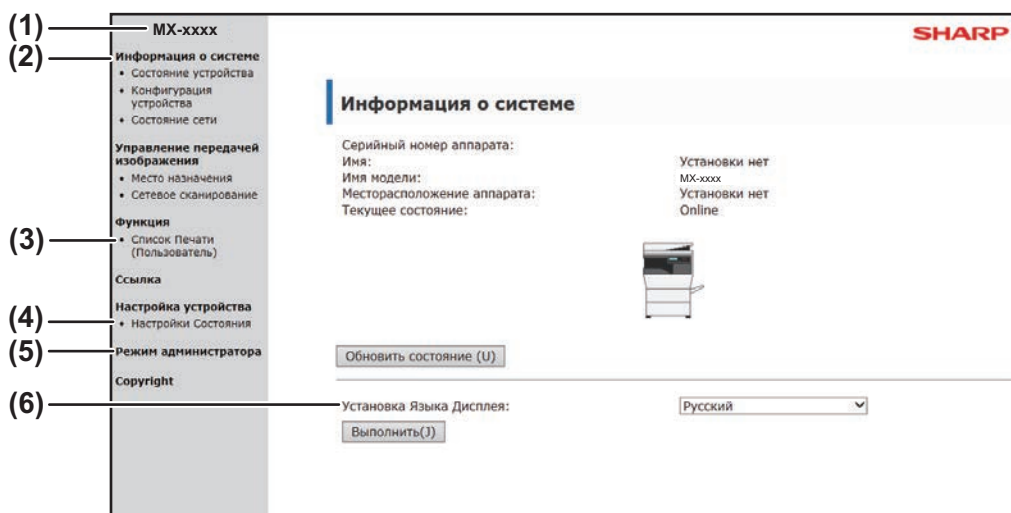 (1)
MX-xxxx
SHARP
(2)
Информация о системе
• Состояние устройства
• Конфигурация
устройства
• Состояние сети
Управление передачей
изображения
• Место назначения
• Сетевое сканирование
Функция
(3)
• Список Печати
(Пользователь)
Ссылка
Настройка устройства
(4)
• Настройки Состояния
(5)
Режим администратора
Copyright
(6)
Информация о системе
Серийный номер аппарата:
Имя: Установки нет
Имя модели: MX-xxxx
Месторасположение аппарата: Установки нет
Текущее состояние: Online
Обновить состояние (U)
Установка Языка Дисплея: Русский
Выполнить(J)